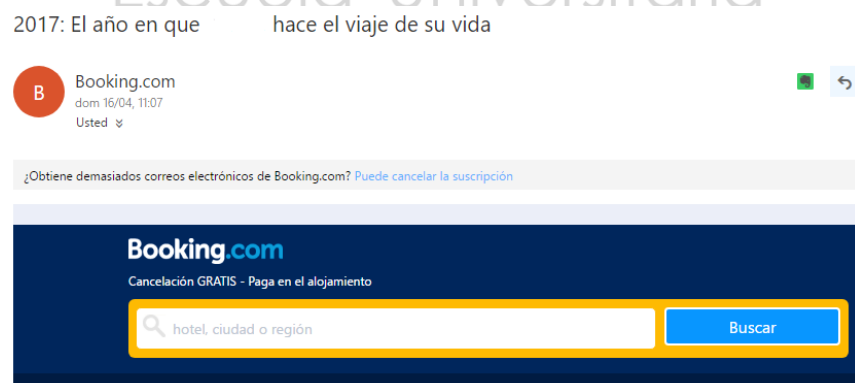 2017: El año en que hace el viaje de su vida
B
Booking.com
dom 16/04, 11:07
Usted
¿Obtiene demasiados correos electrónicos de Booking.com? Puede cancelar la suscripción
Booking.com
Cancelación GRATIS - Paga en el alojamiento
hotel, ciudad o región
Buscar